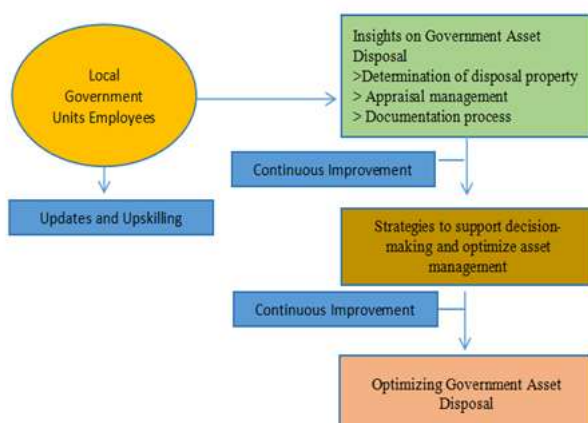 Local
Government
Units Employees
Insights on Government Asset
Disposal
>Determination of disposal property
> Appraisal management
> Documentation process
Continuous Improvement
Updates and Upskilling
Strategies to support decision-
making and optimize asset
management
Continuous Improvement
Optimizing Government Asset
Disposal